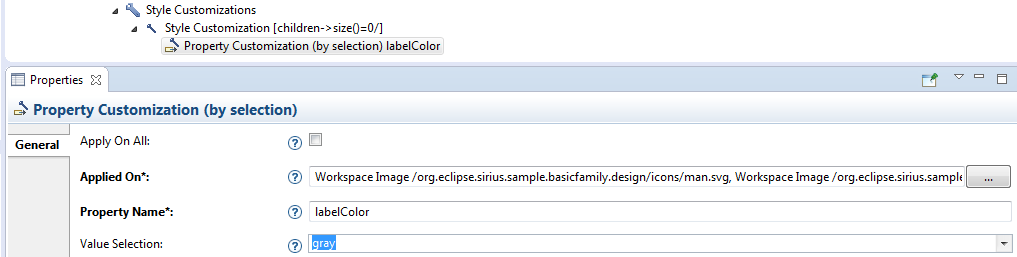 Style Customizations
Style Customization [children->size()=0/]
Property Customization (by selection) labelColor
Properties
Property Customization (by selection)
General
Apply On All:
Applied On*: Workspace Image /org.eclipse.sirius.sample.basicfamily.design/icons/man.svg, Workspace Image /org.eclipse.sirius.sample ...
Property Name*: labelColor
Value Selection: gray